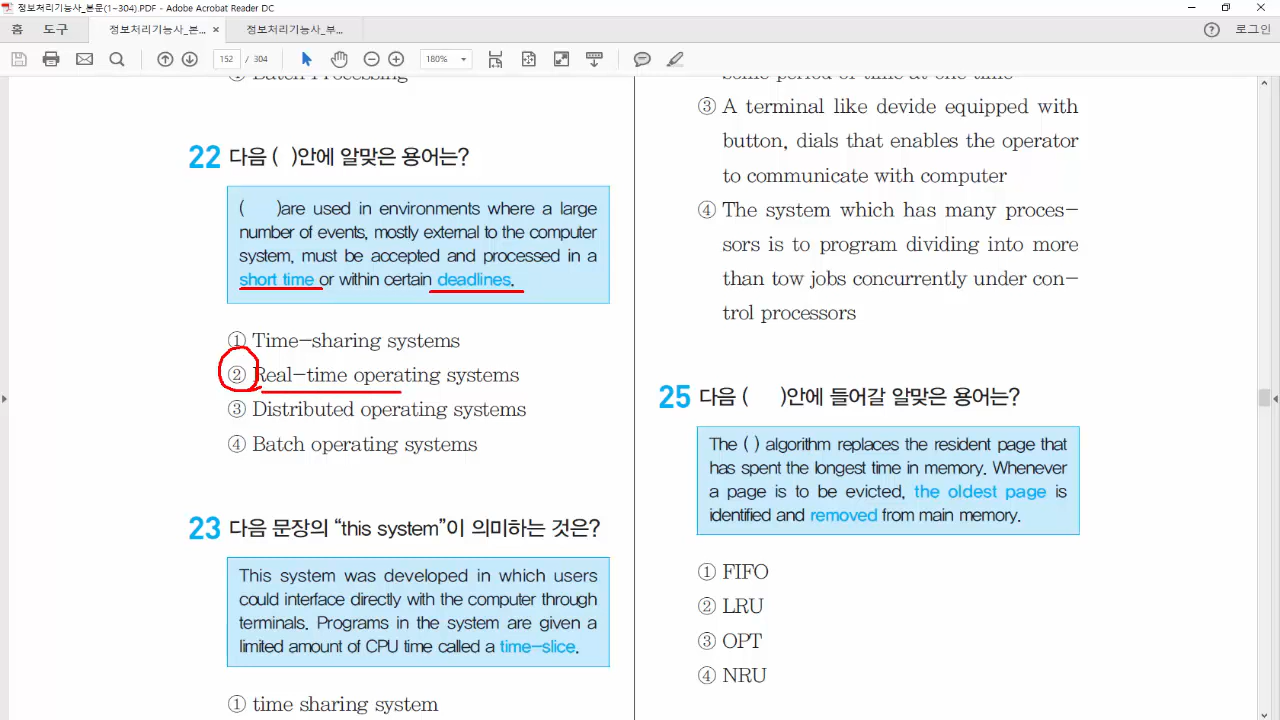 정보처리기능사_본문(1~304).PDF - Adobe Acrobat Reader DC
홈 도구 정보처리기능사_본... × 정보처리기능사_부... 로그인
152 / 304 180%
Batch Processing
22 다음 ( )안에 알맞은 용어는?
( )are used in environments where a large
number of events, mostly external to the computer
system, must be accepted and processed in a
short time or within certain deadlines.
① Time-sharing systems
② Real-time operating systems
③ Distributed operating systems
④ Batch operating systems
23 다음 문장의 “this system”이 의미하는 것은?
This system was developed in which users
could interface directly with the computer through
terminals. Programs in the system are given a
limited amount of CPU time called a time-slice.
① time sharing system
some period of time at one time
③ A terminal like devide equipped with
button, dials that enables the operator
to communicate with computer
④ The system which has many proces-
sors is to program dividing into more
than tow jobs concurrently under con-
trol processors
25 다음 ( )안에 들어갈 알맞은 용어는?
The ( ) algorithm replaces the resident page that
has spent the longest time in memory. Whenever
a page is to be evicted, the oldest page is
identified and removed from main memory.
① FIFO
② LRU
③ OPT
④ NRU